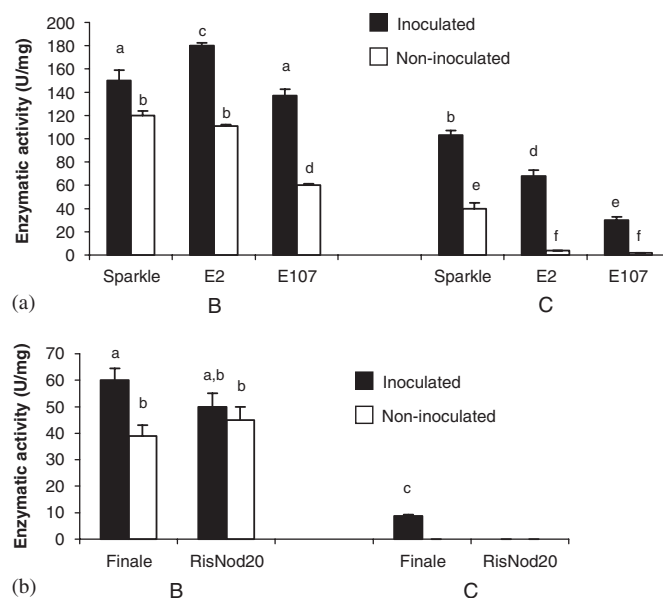 Enzymatic activity (U/mg)
200
180
160
140
120
100
80
60
40
20
0
Inoculated
Non-inoculated
a
b
c
b
a
d
b
e
d
f
e
f
Sparkle E2 E107 Sparkle E2 E107
(a) B C
Enzymatic activity (U/mg)
70
60
50
40
30
20
10
0
Inoculated
Non-inoculated
a
b
a,b
b
c
Finale RisNod20 Finale RisNod20
(b) B C